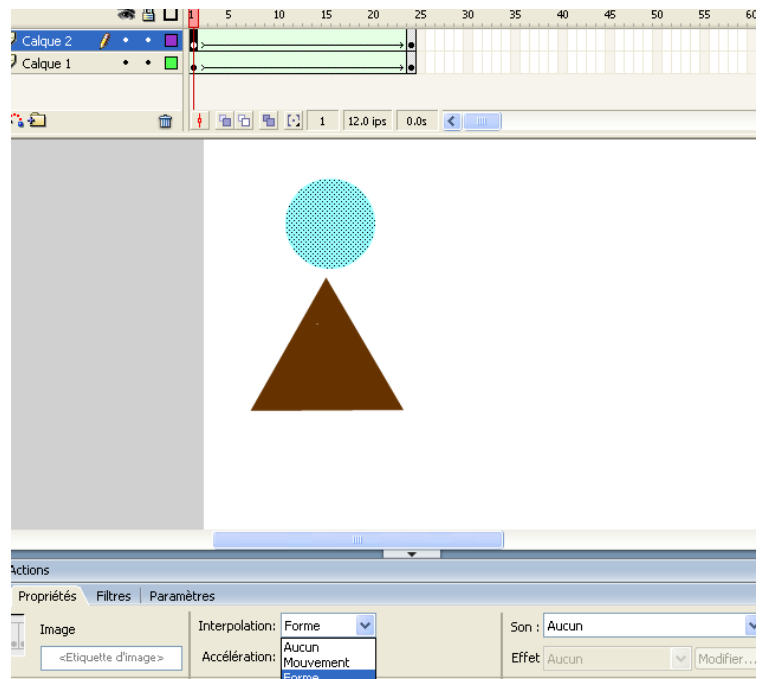 1 5 10 15 20 25 30 35 40 45 50 55 60
Calque 2
Calque 1
1 12.0 ips 0.0s
Actions
Propriétés Filtres Paramètres
Image Interpolation: Forme Son : Aucun
<Etiquette d'image> Accélération: Aucun Effet Aucun Modifier...
Mouvement
Forme